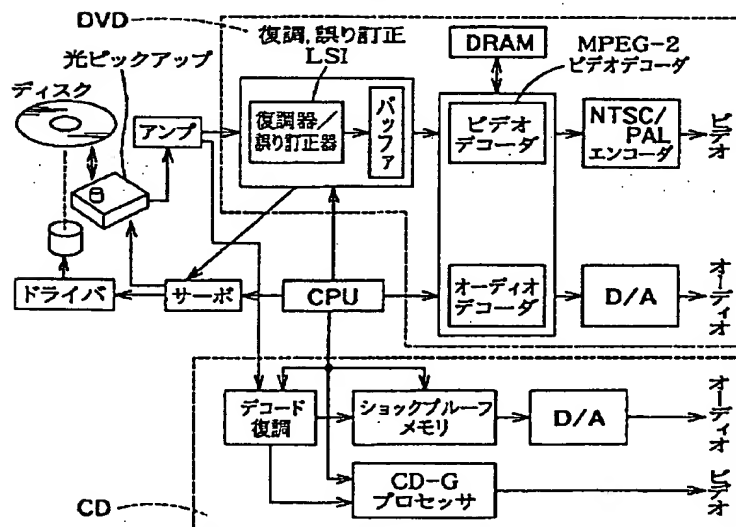 DVD
復調,誤り訂正
LSI
DRAM
MPEG-2
ビデオデコーダ
光ピックアップ
ディスク
アンプ
復調器/
誤り訂正器
バッファ
ビデオ
デコーダ
NTSC/
PAL
エンコーダ
ビデオ
ドライバ
サーボ
CPU
オーディオ
デコーダ
D/A
オーディオ
デコード
復調
ショックプルーフ
メモリ
D/A
オーディオ
CD-G
プロセッサ
ビデオ
CD